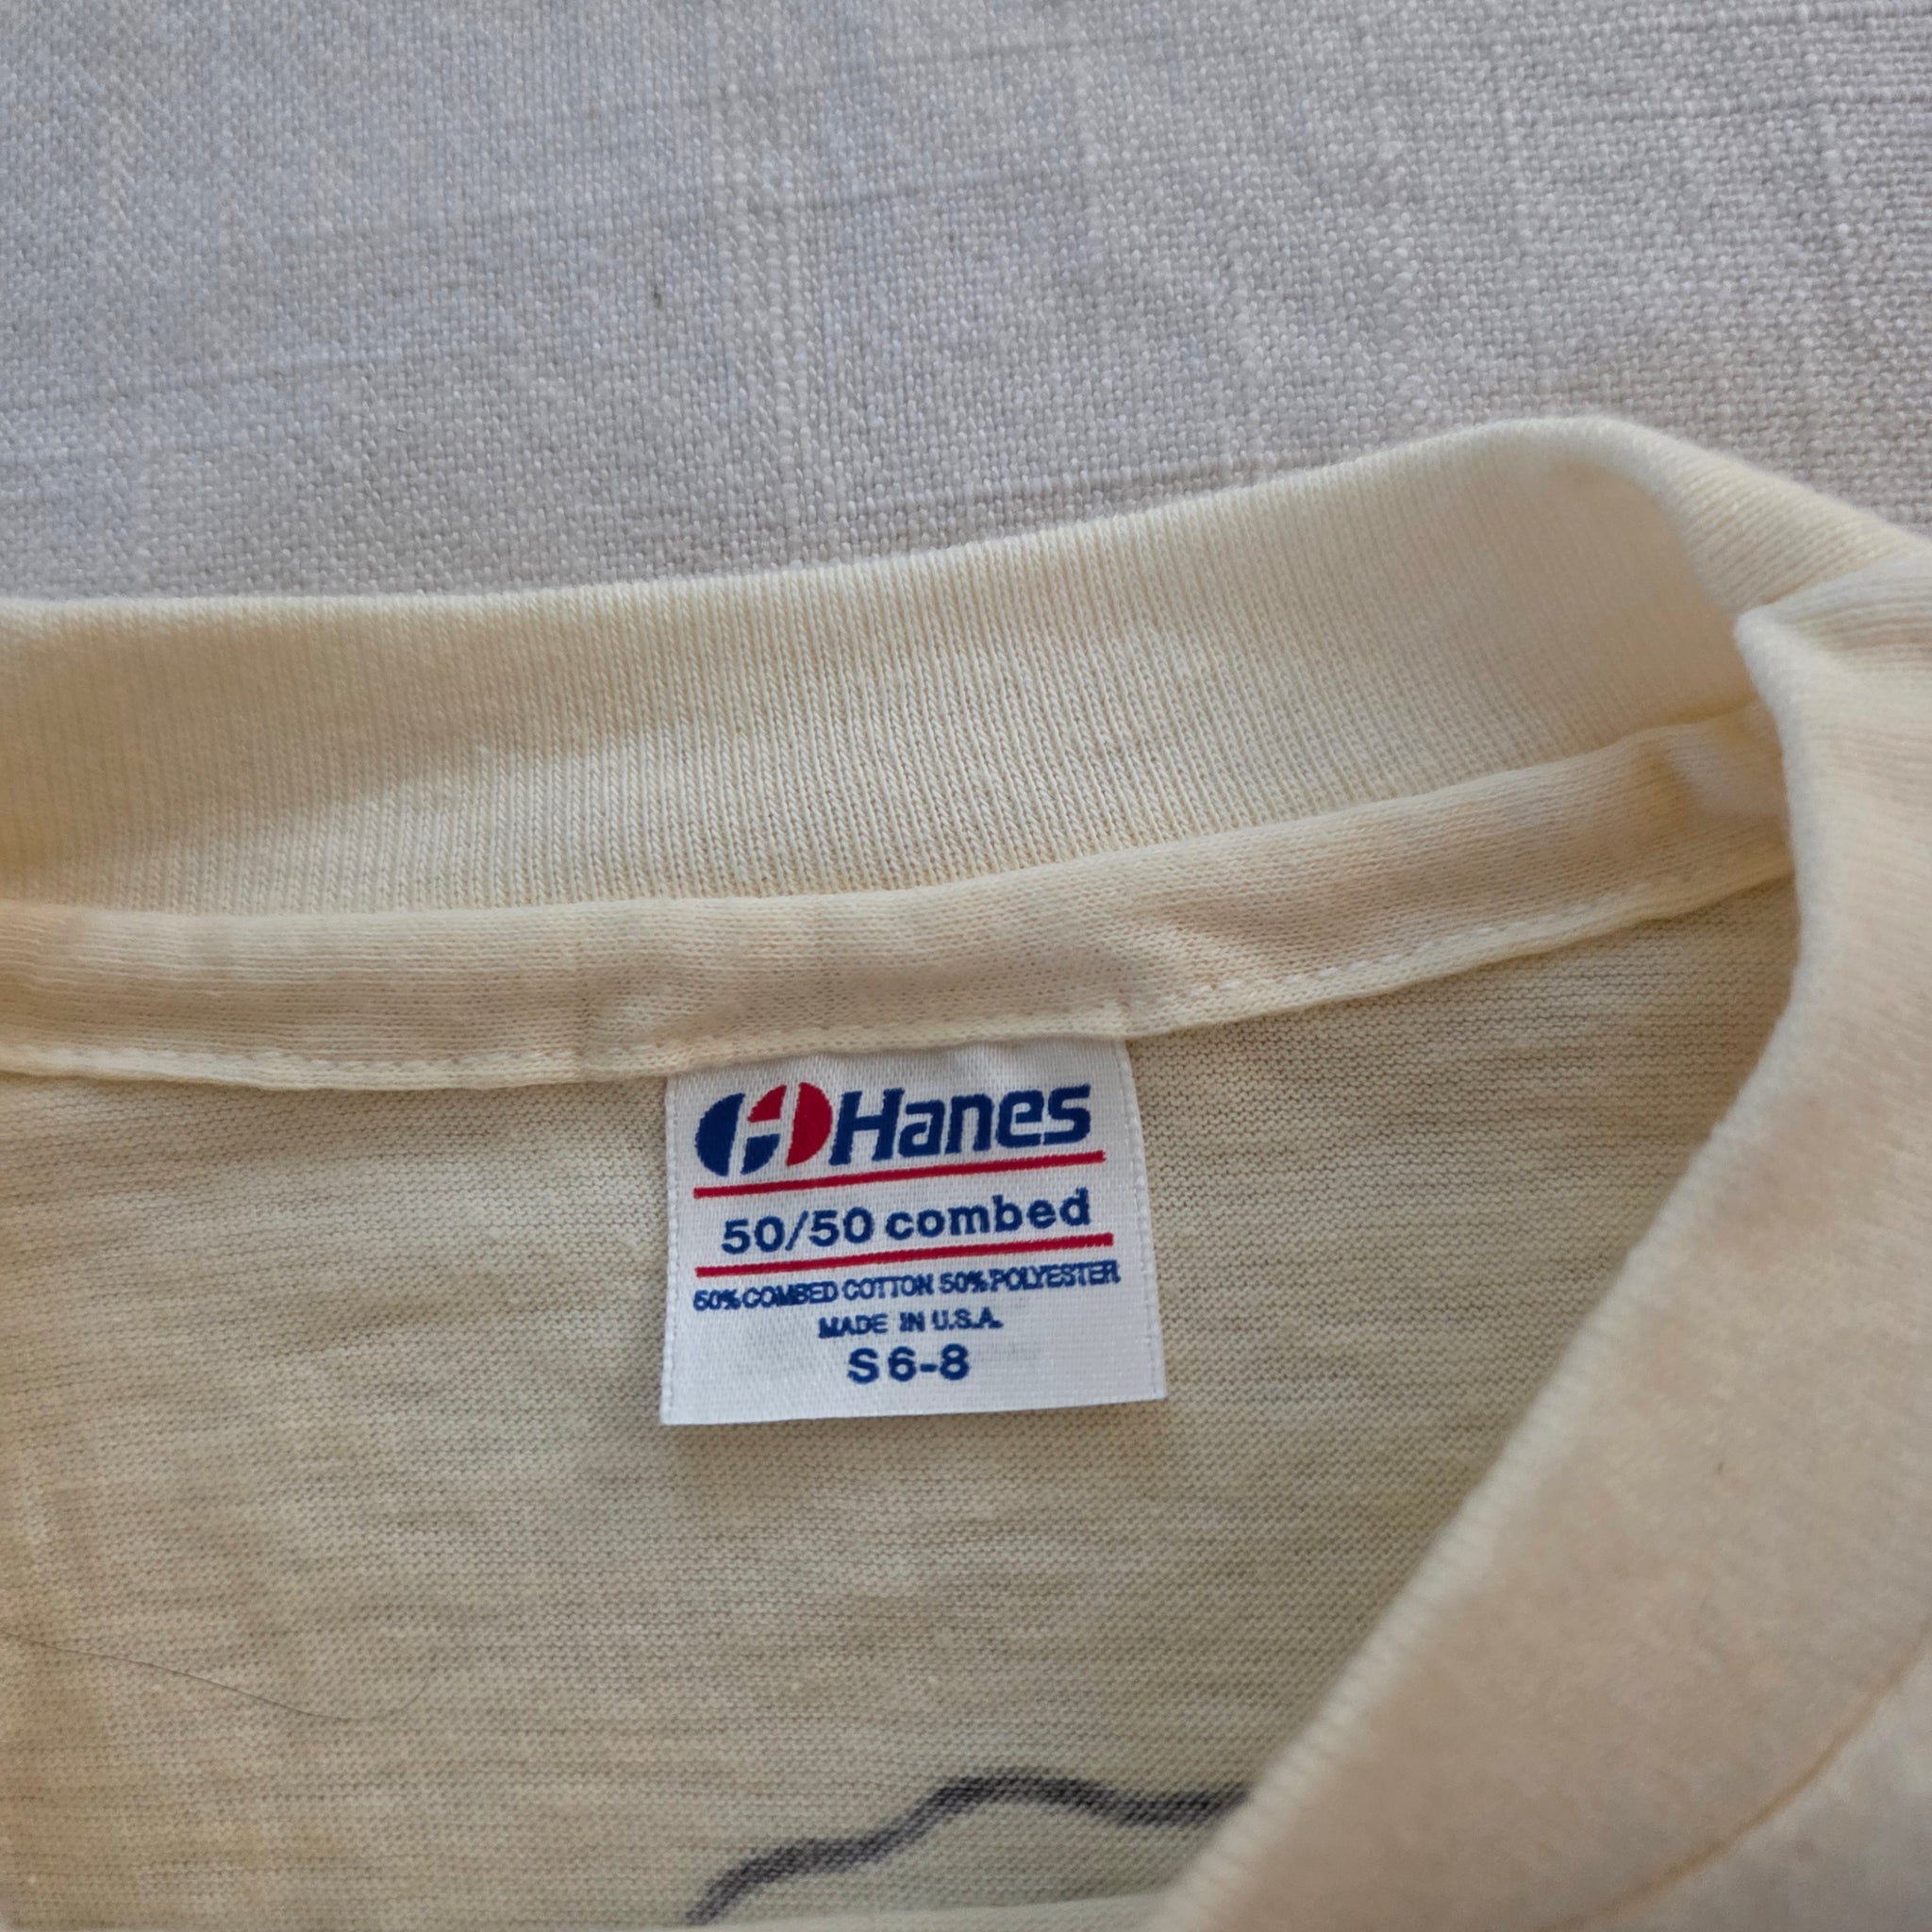 Hanes
50/50 combed
50% COMBED COTTON 50% POLYESTER
MADE IN U.S.A.
S 6-8